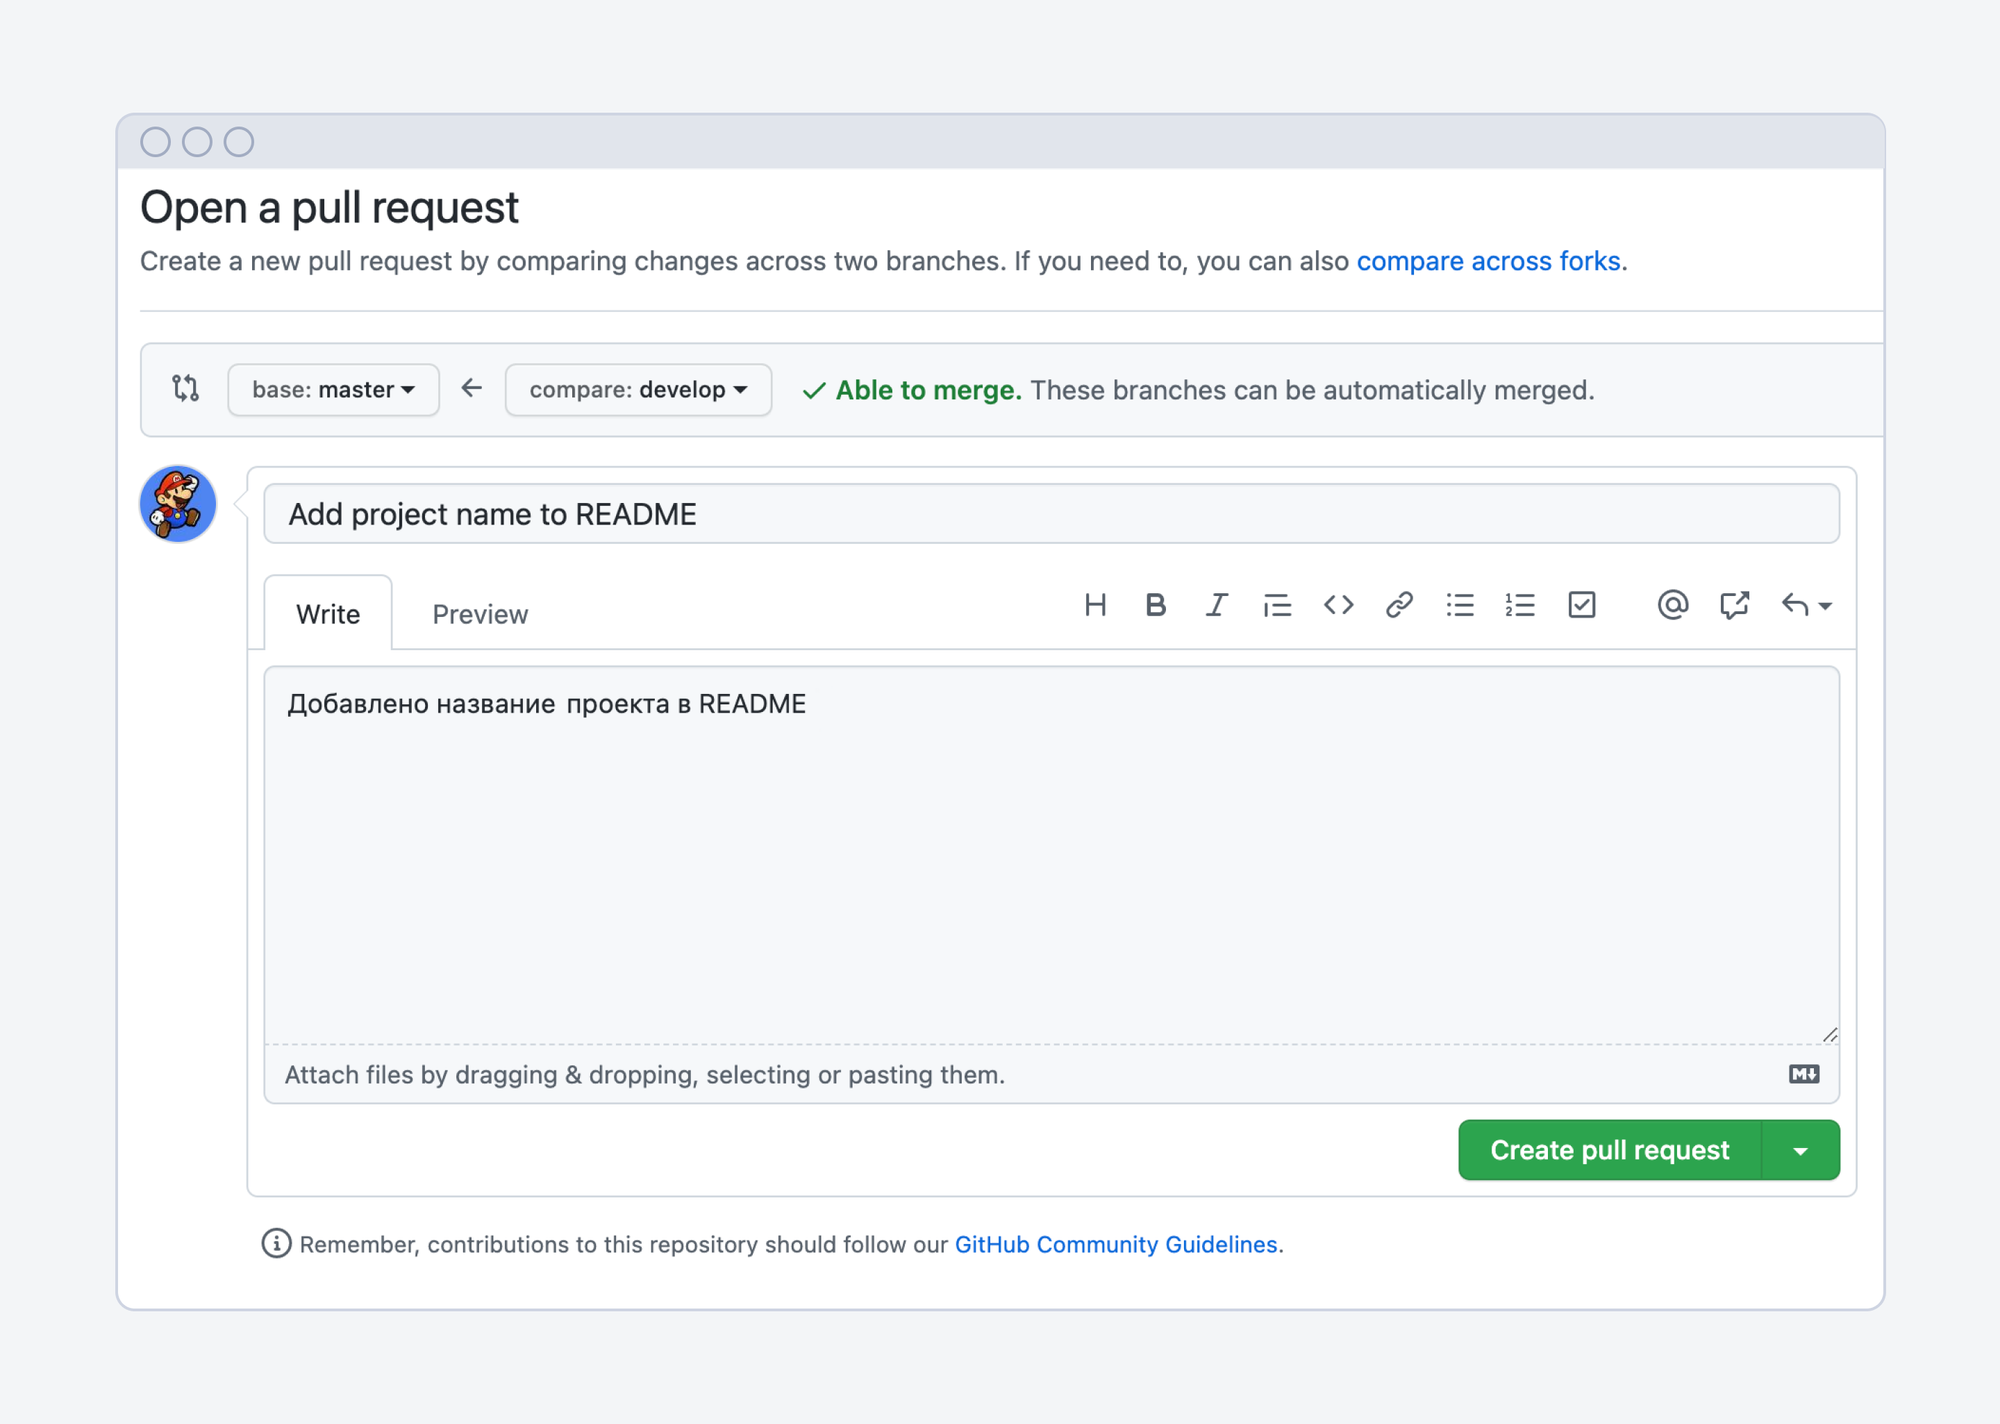 Open a pull request
Create a new pull request by comparing changes across two branches. If you need to, you can also compare across forks.
base: master
compare: develop
Able to merge. These branches can be automatically merged.
Add project name to README
Write
Preview
Добавлено название проекта в README
Attach files by dragging & dropping, selecting or pasting them.
Create pull request
Remember, contributions to this repository should follow our GitHub Community Guidelines.